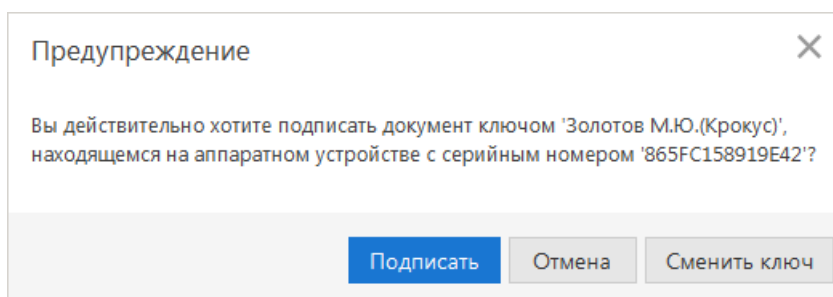 Предупреждение
Вы действительно хотите подписать документ ключом 'Золотов М.Ю.(Крокус)',
находящемся на аппаратном устройстве с серийным номером '865FC158919E42'?
Подписать Отмена Сменить ключ